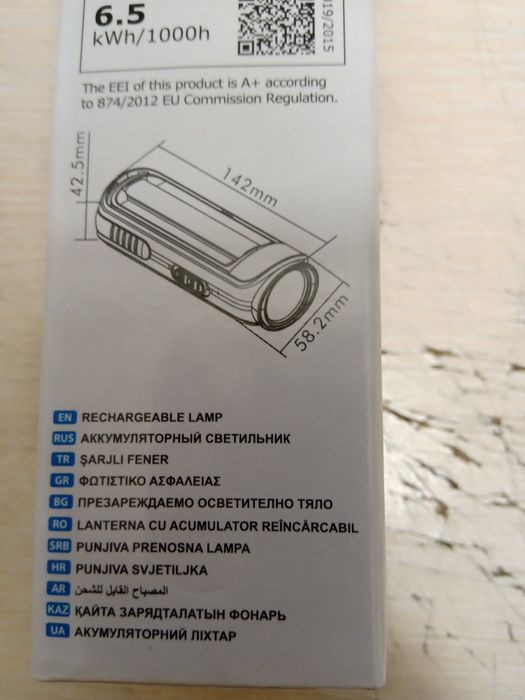 6.5
kWh/1000h
019/2015
The EEI of this product is A+ according
to 874/2012 EU Commission Regulation.
42.5mm
142mm
58.2mm
EN RECHARGEABLE LAMP
RUS АККУМУЛЯТОРНЫЙ СВЕТИЛЬНИК
TR ŞARJLI FENER
GR ΦΩΤΙΣΤΙΚΟ ΑΣΦΑΛΕΙΑΣ
BG ПРЕЗАРЕЖДАЕМО ОСВЕТИТЕЛНО ТЯЛО
RO LANTERNA CU ACUMULATOR REÎNCĂRCABIL
SRB PUNJIVA PRENOSNA LAMPA
HR PUNJIVA SVJETILJKA
AR المصباح القابل للشحن
KAZ ҚАЙТА ЗАРЯДТАЛАТЫН ФОНАРЬ
UA АКУМУЛЯТОРНИЙ ЛІХТАР